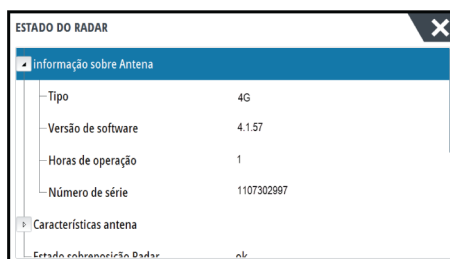 ESTADO DO RADAR
informação sobre Antena
Tipo 4G
Versão de software 4.1.57
Horas de operação 1
Número de série 1107302997
Características antena
Estado sobreposição Radar ok